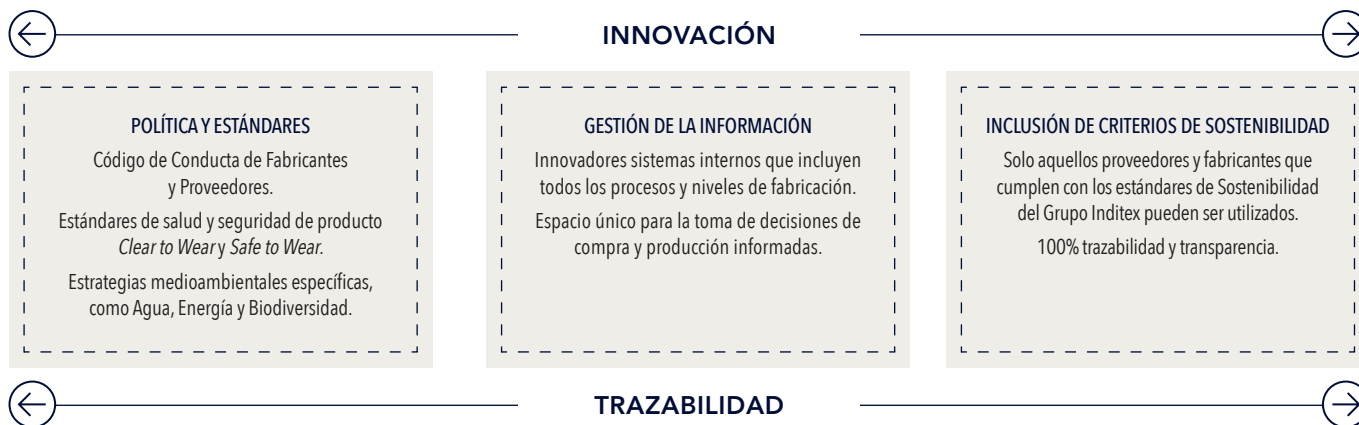 INNOVACIÓN
POLÍTICA Y ESTÁNDARES
Código de Conducta de Fabricantes
y Proveedores.
Estándares de salud y seguridad de producto
Clear to Wear y Safe to Wear.
Estrategias medioambientales específicas,
como Agua, Energía y Biodiversidad.
GESTIÓN DE LA INFORMACIÓN
Innovadores sistemas internos que incluyen
todos los procesos y niveles de fabricación.
Espacio único para la toma de decisiones de
compra y producción informadas.
INCLUSIÓN DE CRITERIOS DE SOSTENIBILIDAD
Solo aquellos proveedores y fabricantes que
cumplen con los estándares de Sostenibilidad
del Grupo Inditex pueden ser utilizados.
100% trazabilidad y transparencia.
TRAZABILIDAD